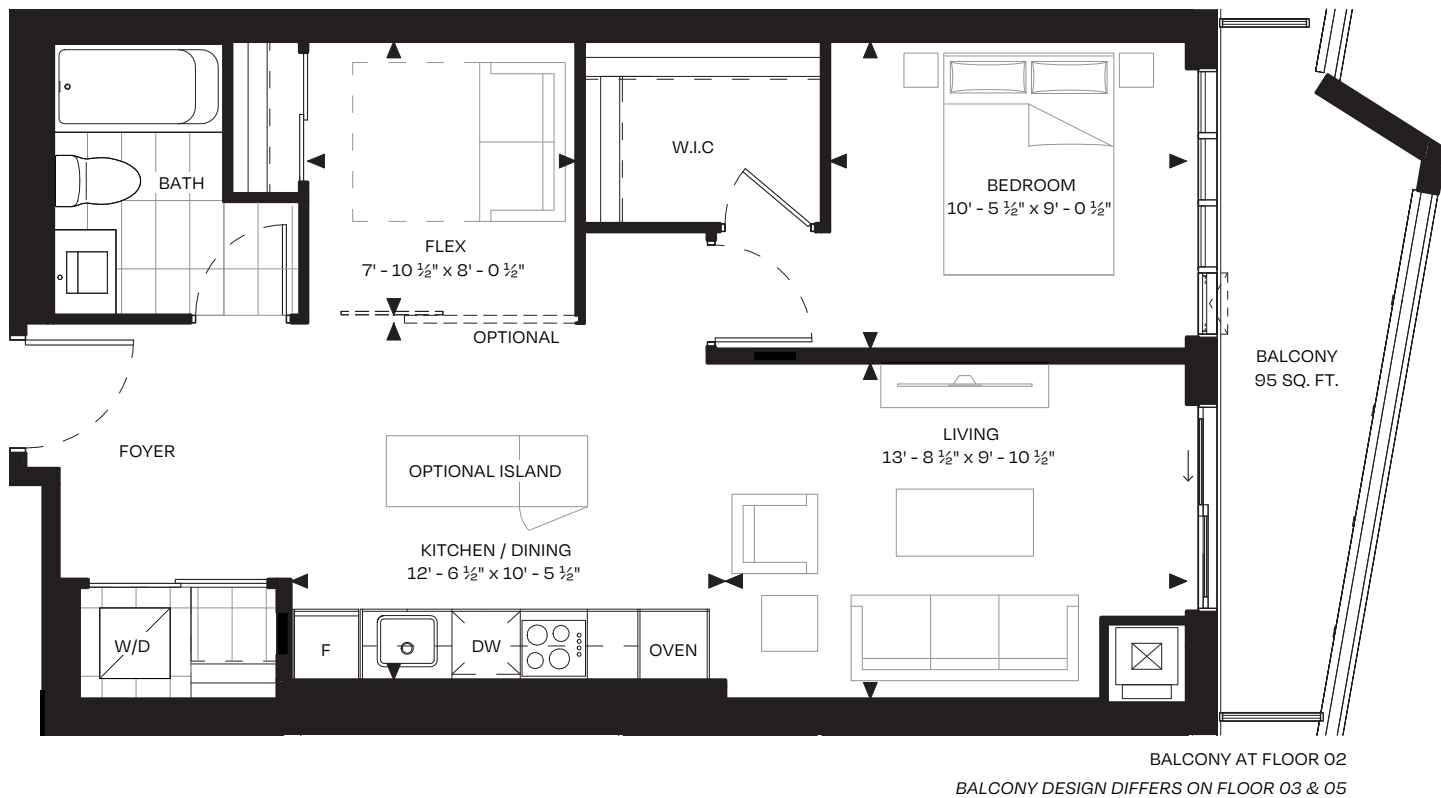 BATH
W.I.C
BEDROOM
10' - 5 ½" x 9' - 0 ½"
FLEX
7' - 10 ½" x 8' - 0 ½"
OPTIONAL
BALCONY
95 SQ. FT.
FOYER
LIVING
13' - 8 ½" x 9' - 10 ½"
OPTIONAL ISLAND
KITCHEN / DINING
12' - 6 ½" x 10' - 5 ½"
W/D
F
DW
OVEN
BALCONY AT FLOOR 02
BALCONY DESIGN DIFFERS ON FLOOR 03 & 05